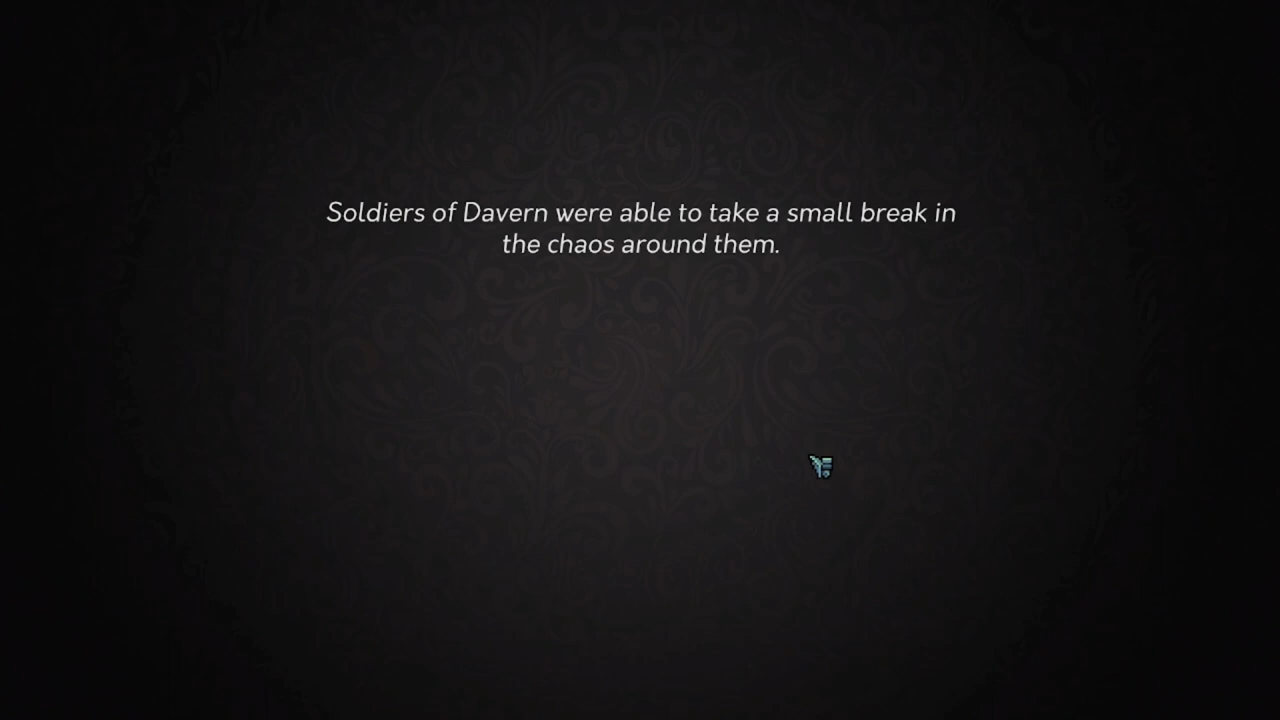 Soldiers of Davern were able to take a small break in
the chaos around them.